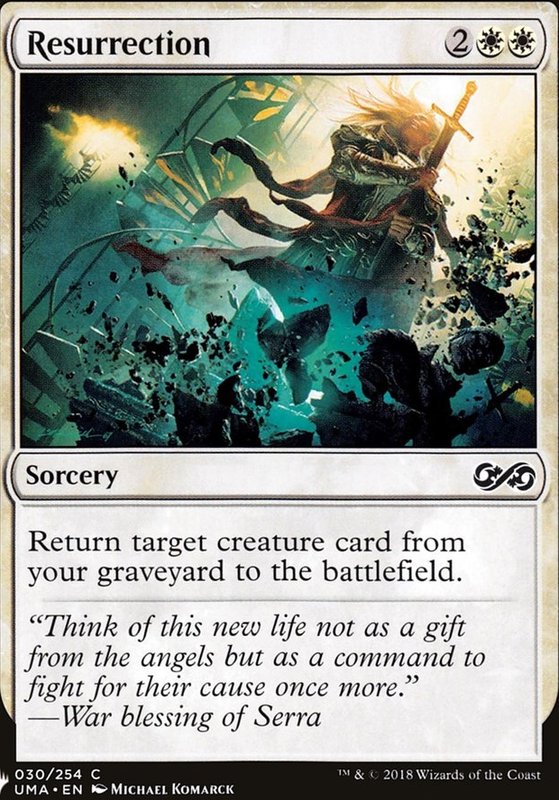 Resurrection 2
Sorcery
Return target creature card from
your graveyard to the battlefield.
“Think of this new life not as a gift
from the angels but as a command to
fight for their cause once more.”
—War blessing of Serra
030/254 C
UMA • EN MICHAEL KOMARCK
™ & © 2018 Wizards of the Coast